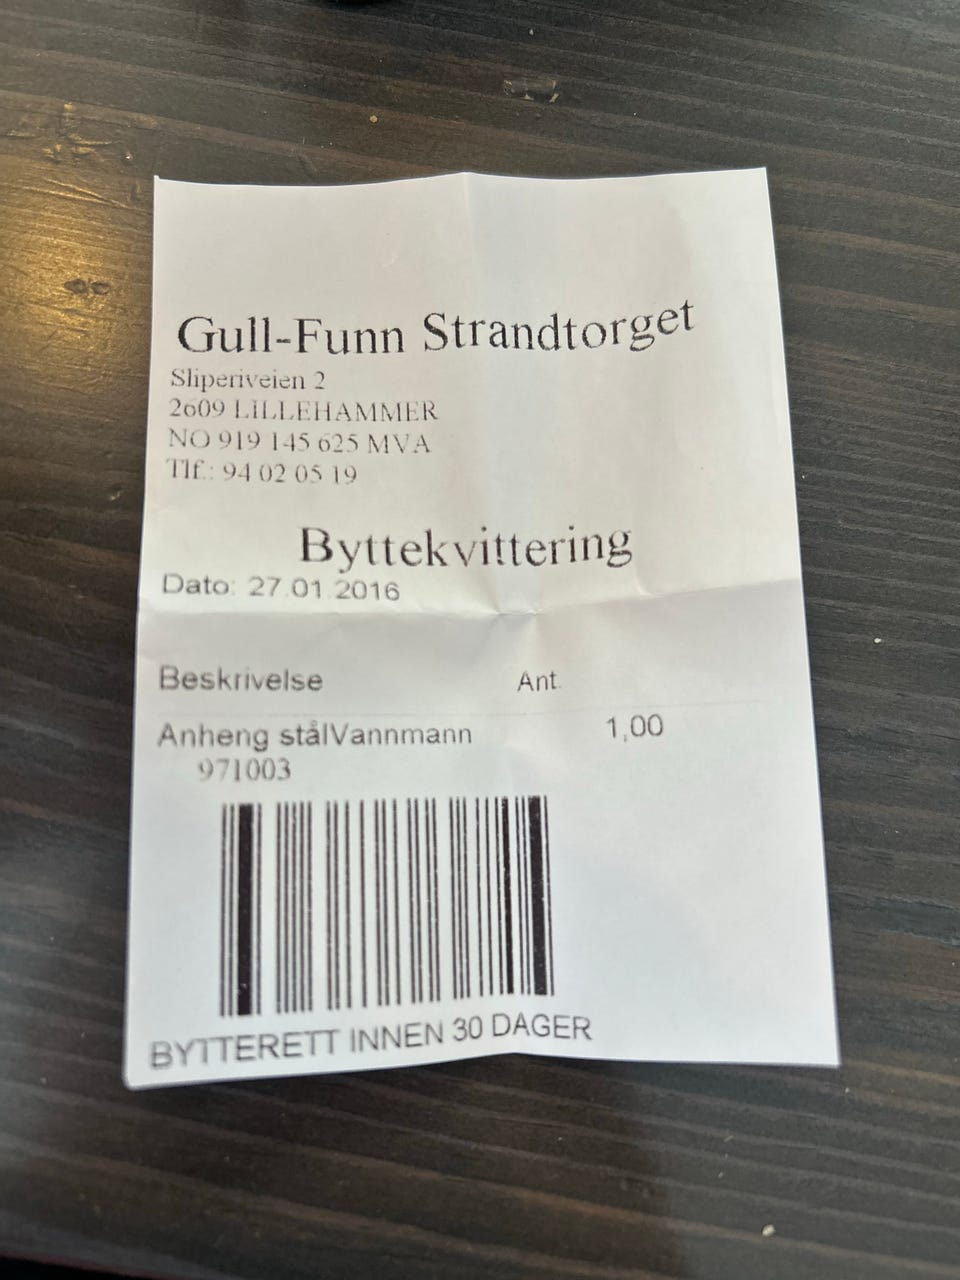 Gull-Funn Strandtorget
Sliperiveien 2
2609 LILLEHAMMER
NO 919 145 625 MVA
Tlf.: 94 02 05 19
Byttekvittering
Dato: 27.01.2016
Beskrivelse Ant.
Anheng stålVannmann 1,00
971003
BYTTERETT INNEN 30 DAGER